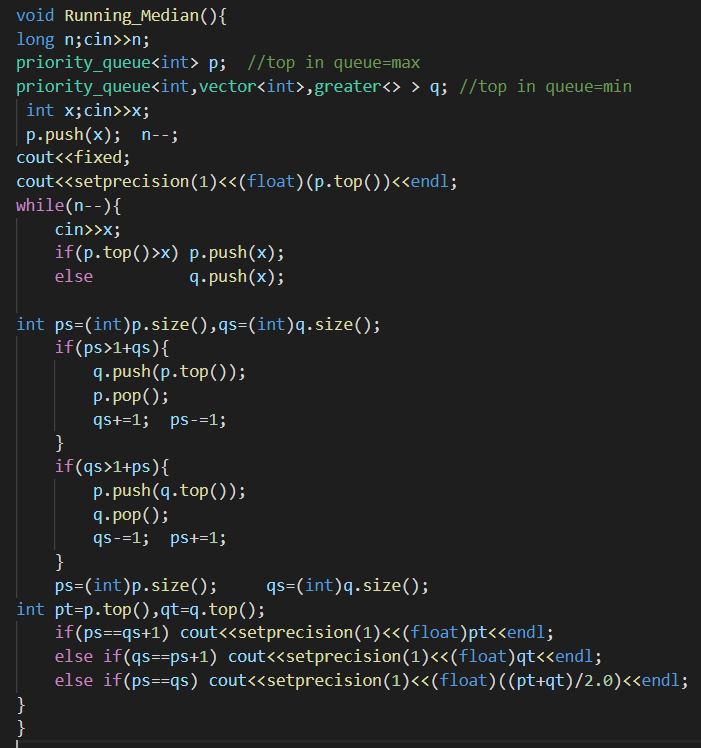 void Running_Median(){
long n;cin>>n;
priority_queue<int> p;  //top in queue=max
priority_queue<int,vector<int>,greater<> > q; //top in queue=min
 int x;cin>>x;
 p.push(x);  n--;
cout<<fixed;
cout<<setprecision(1)<<(float)(p.top())<<endl;
while(n--){
    cin>>x;
    if(p.top()>x) p.push(x);
    else          q.push(x);

int ps=(int)p.size(),qs=(int)q.size();
    if(ps>1+qs){
        q.push(p.top());
        p.pop();
        qs+=1;  ps-=1;
    }
    if(qs>1+ps){
        p.push(q.top());
        q.pop();
        qs-=1;  ps+=1;
    }
    ps=(int)p.size();     qs=(int)q.size();
int pt=p.top(),qt=q.top();
    if(ps==qs+1) cout<<setprecision(1)<<(float)pt<<endl;
    else if(qs==ps+1) cout<<setprecision(1)<<(float)qt<<endl;
    else if(ps==qs) cout<<setprecision(1)<<(float)((pt+qt)/2.0)<<endl;
}
}